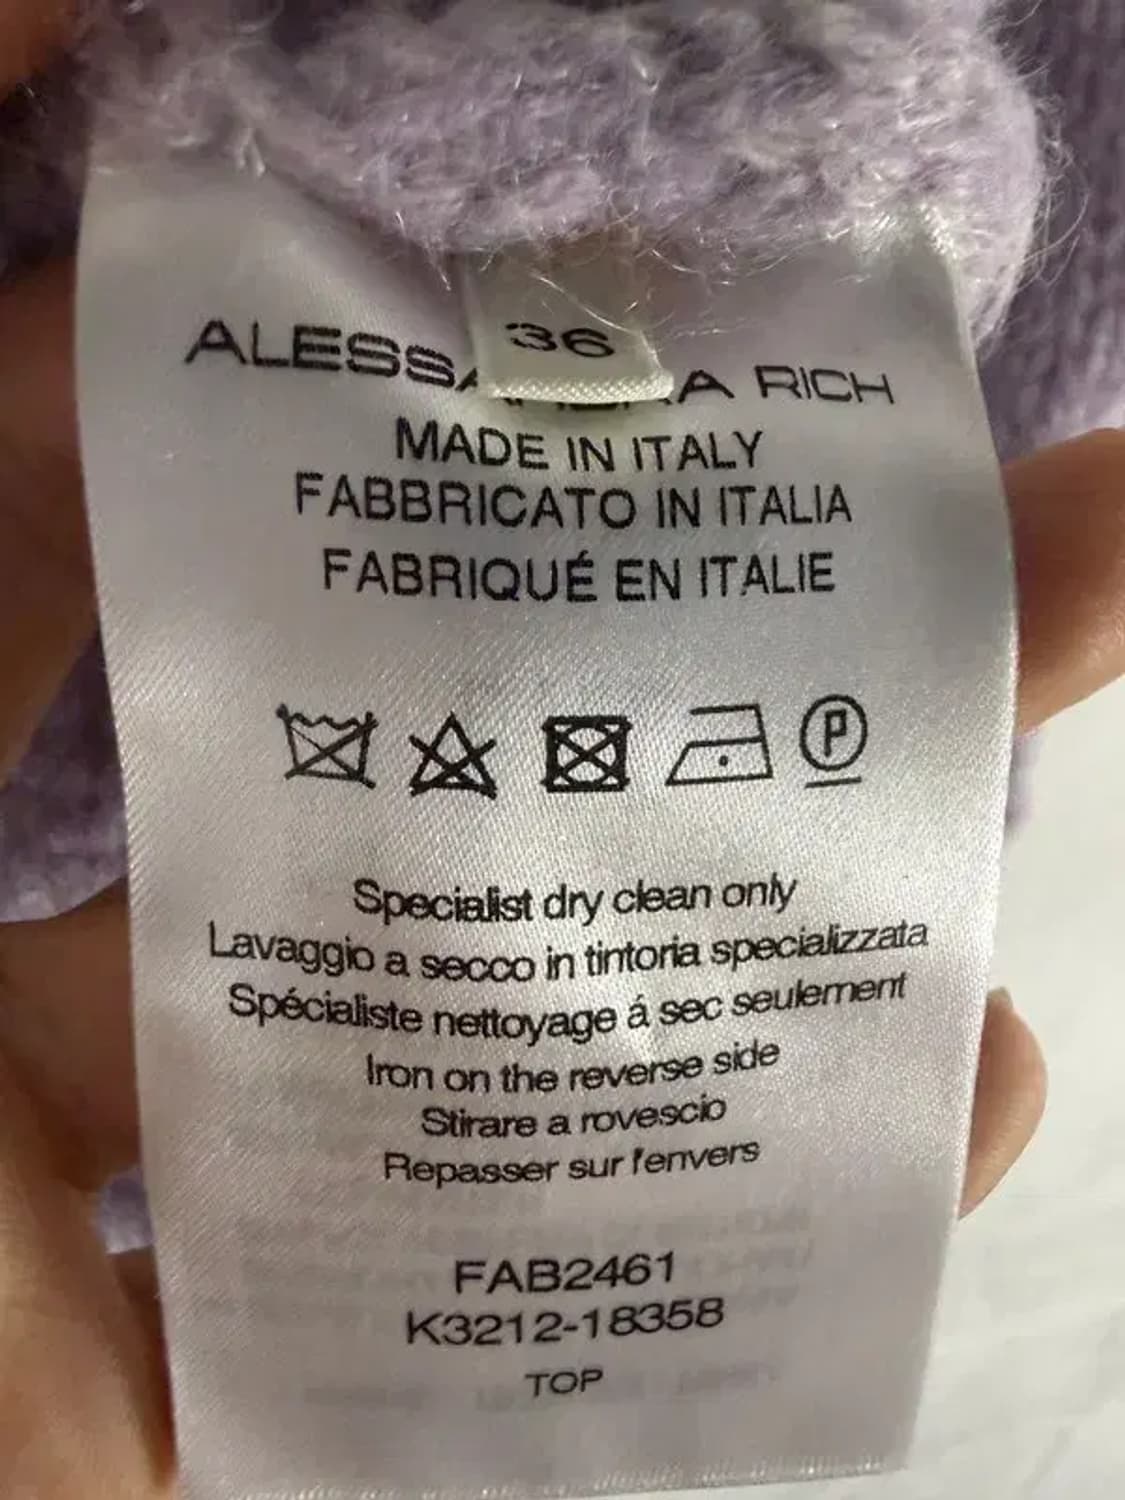 36
ALESSA RICH
MADE IN ITALY
FABBRICATO IN ITALIA
FABRIQUÉ EN ITALIE
P
Specialist dry clean only
Lavaggio a secco in tintoria specializzata
Spécialiste nettoyage á sec seulement
Iron on the reverse side
Stirare a rovescio
Repasser sur l'envers
FAB2461
K3212-18358
TOP